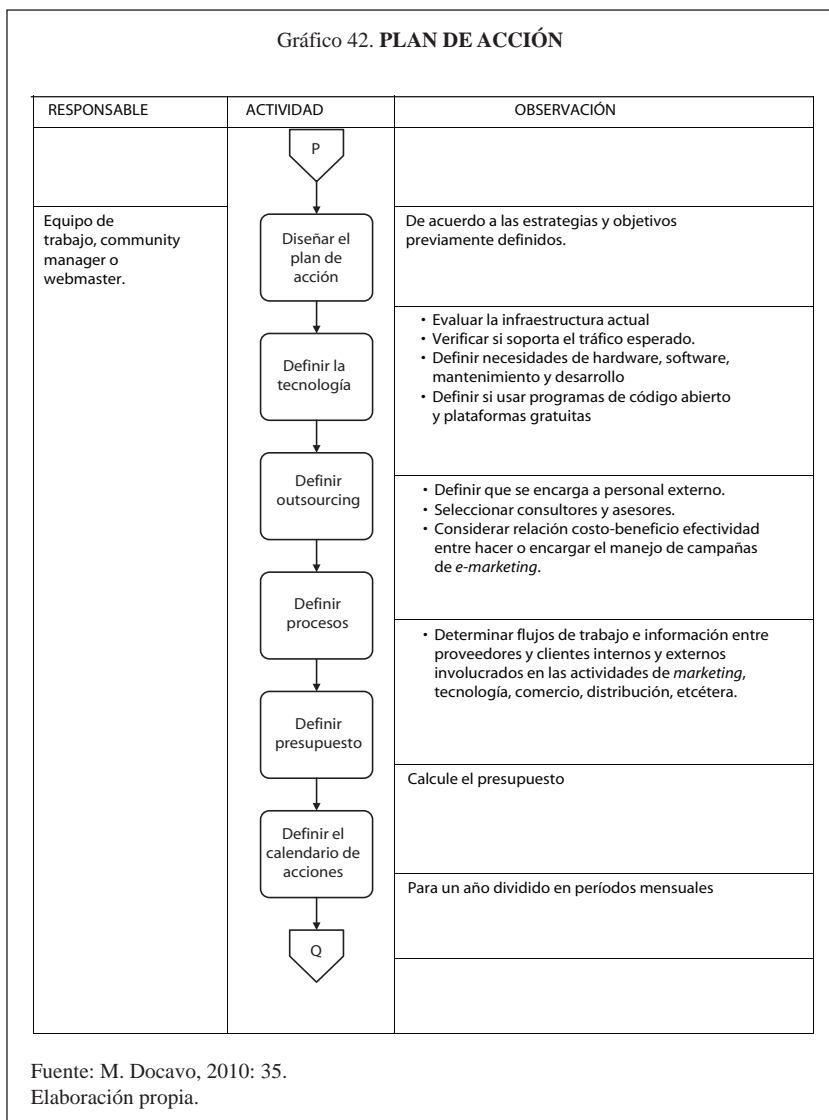 Gráfico 42. PLAN DE ACCIÓN
RESPONSABLE
ACTIVIDAD
OBSERVACIÓN
P
Equipo de
trabajo, community
manager o
webmaster.
Diseñar el
plan de
acción
De acuerdo a las estrategias y objetivos
previamente definidos.
Definir la
tecnología
• Evaluar la infraestructura actual
• Verificar si soporta el tráfico esperado.
• Definir necesidades de hardware, software,
mantenimiento y desarrollo
• Definir si usar programas de código abierto
y plataformas gratuitas
Definir
outsourcing
• Definir que se encarga a personal externo.
• Seleccionar consultores y asesores.
• Considerar relación costo-beneficio efectividad
entre hacer o encargar el manejo de campañas
de e-marketing.
Definir
procesos
• Determinar flujos de trabajo e información entre
proveedores y clientes internos y externos
involucrados en las actividades de marketing,
tecnología, comercio, distribución, etcétera.
Definir
presupuesto
Calcule el presupuesto
Definir el
calendario de
acciones
Para un año dividido en períodos mensuales
Q
Fuente: M. Docavo, 2010: 35.
Elaboración propia.